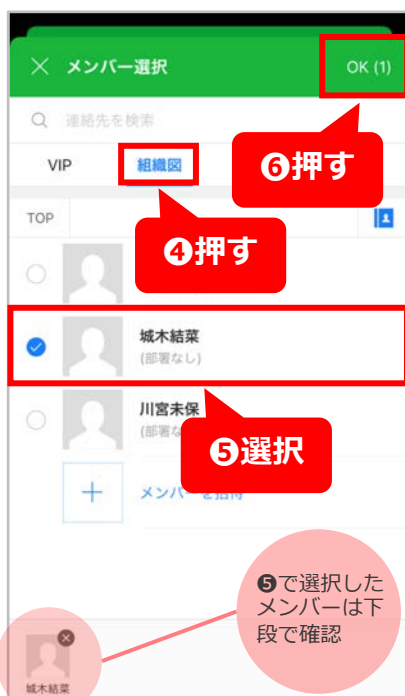 メンバー選択
OK (1)
連絡先を検索
VIP
組織図
❻押す
TOP
❹押す
城木結菜
(部署なし)
川宮未保
(部署な
❺選択
メンバーを招待
❺で選択した
メンバーは下
段で確認
城木結菜